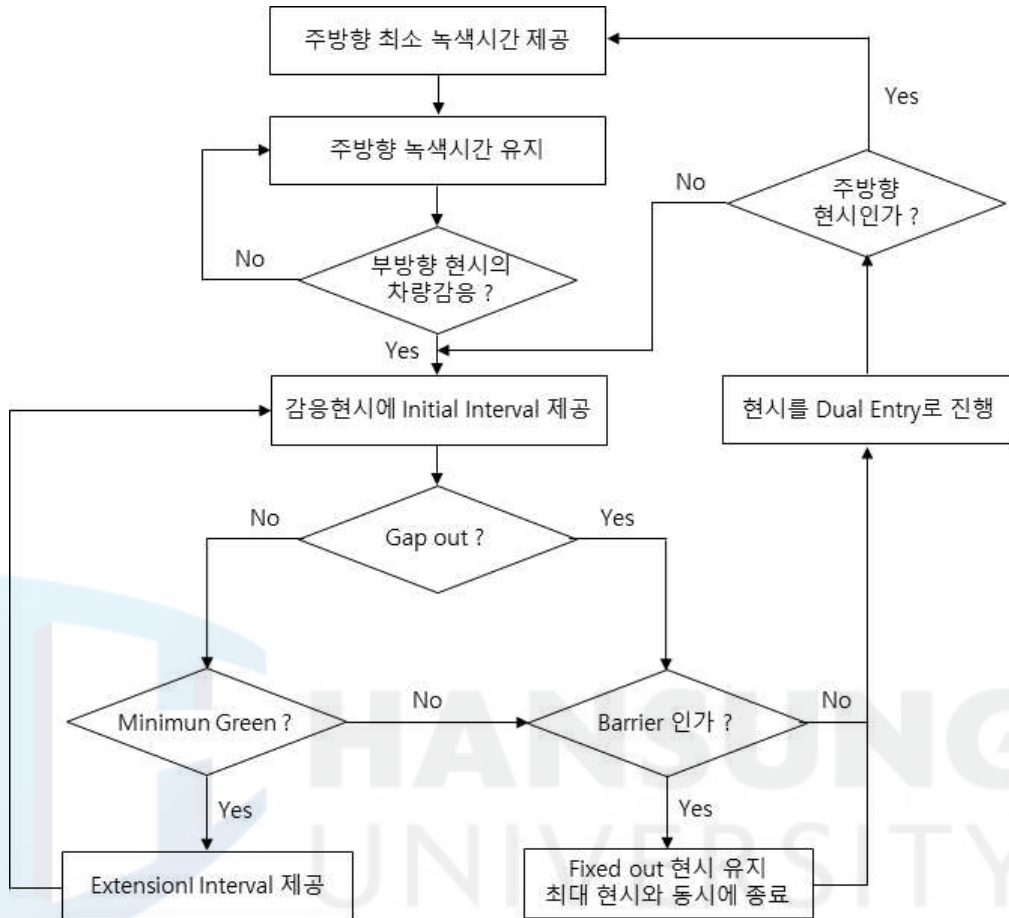 주방향 최소 녹색시간 제공
Yes
주방향 녹색시간 유지
No
주방향
현시인가 ?
No
부방향 현시의
차량감응 ?
Yes
감응현시에 Initial Interval 제공
현시를 Dual Entry로 진행
No
Yes
Gap out ?
No
No
Minimun Green ?
Barrier 인가 ?
HANSUNG
Yes
Yes
UNIVERSITY
Extensionl Interval 제공
Fixed out 현시 유지
최대 현시와 동시에 종료